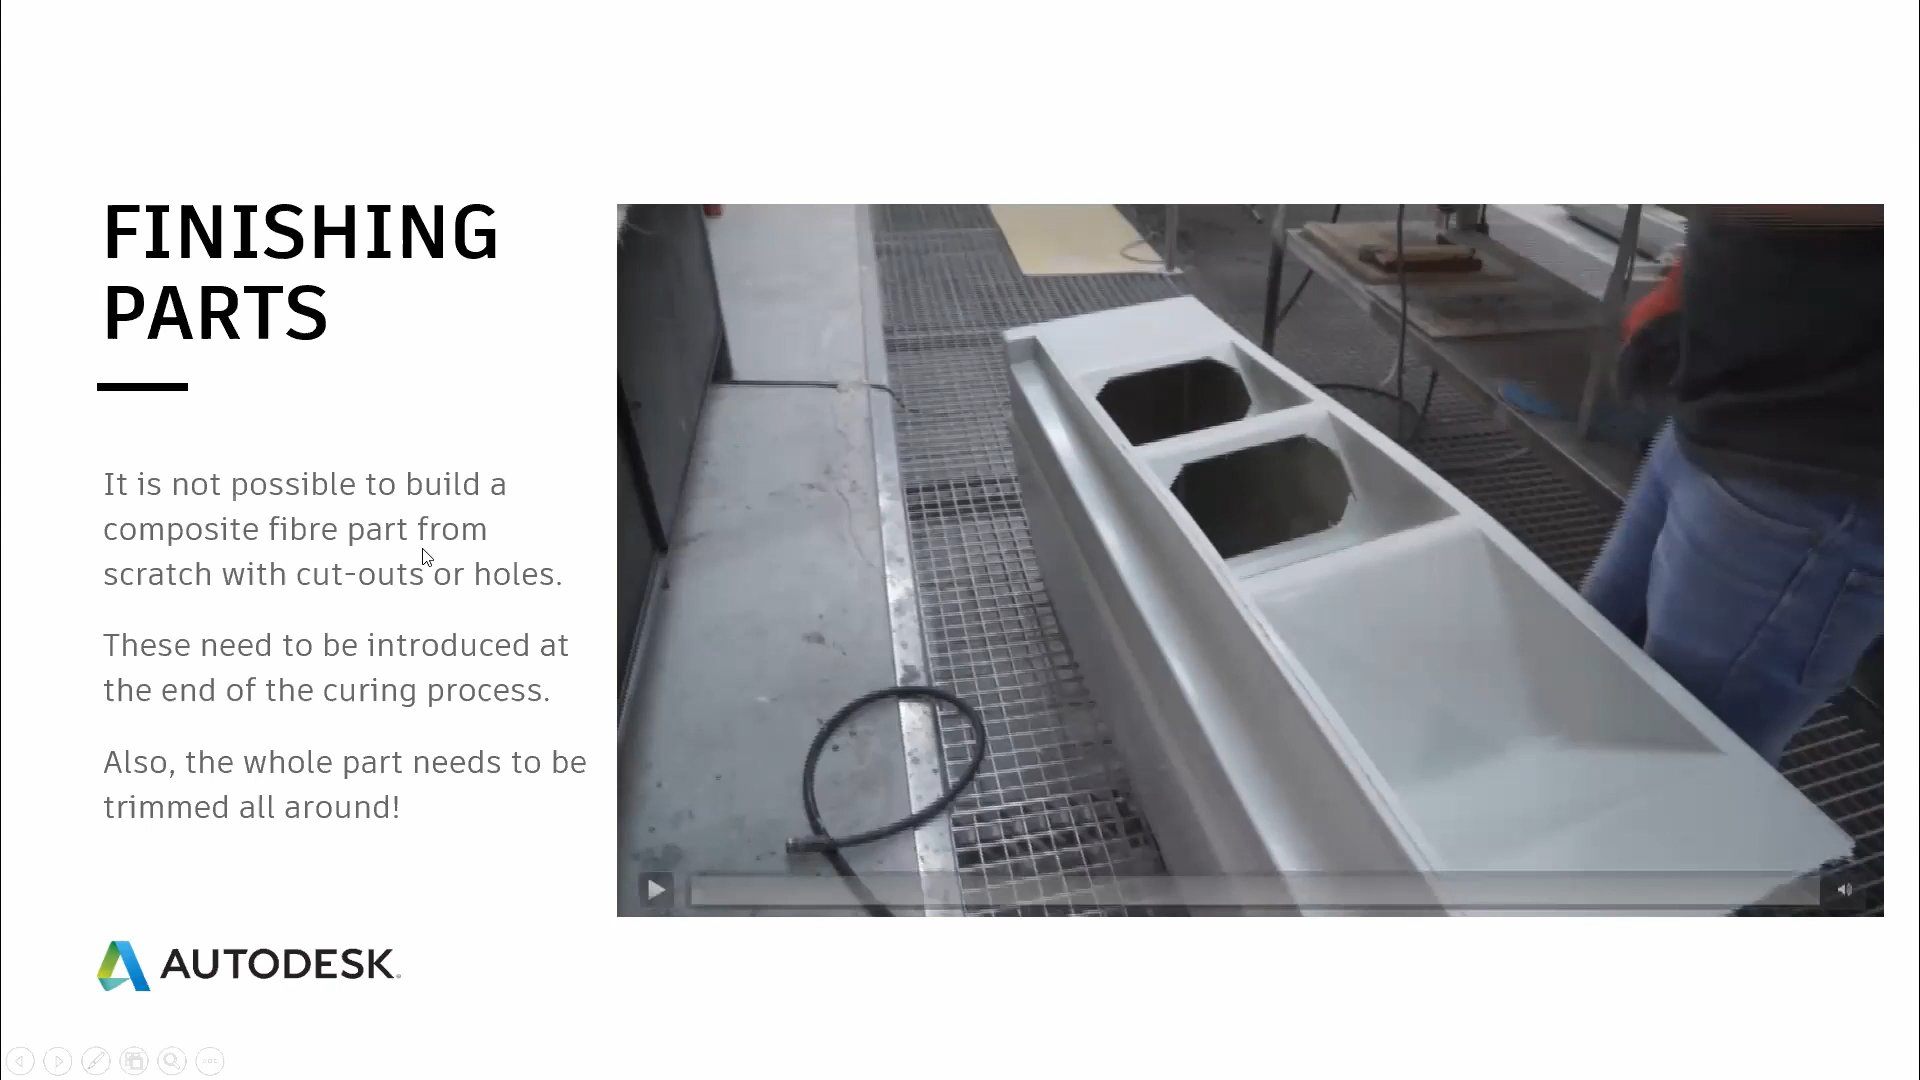 FINISHING
PARTS
It is not possible to build a
composite fibre part from
scratch with cut-outs or holes.
These need to be introduced at
the end of the curing process.
Also, the whole part needs to be
trimmed all around!
AUTODESK.